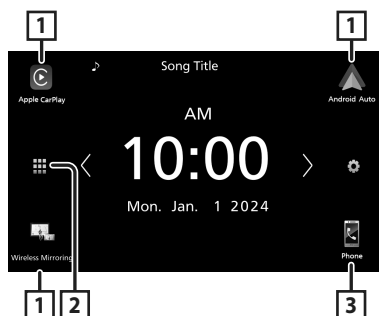 1
1
Song Title
Apple CarPlay
Android Auto
AM
10:00
Mon. Jan. 1 2024
Wireless Mirroring
Phone
1
2
3